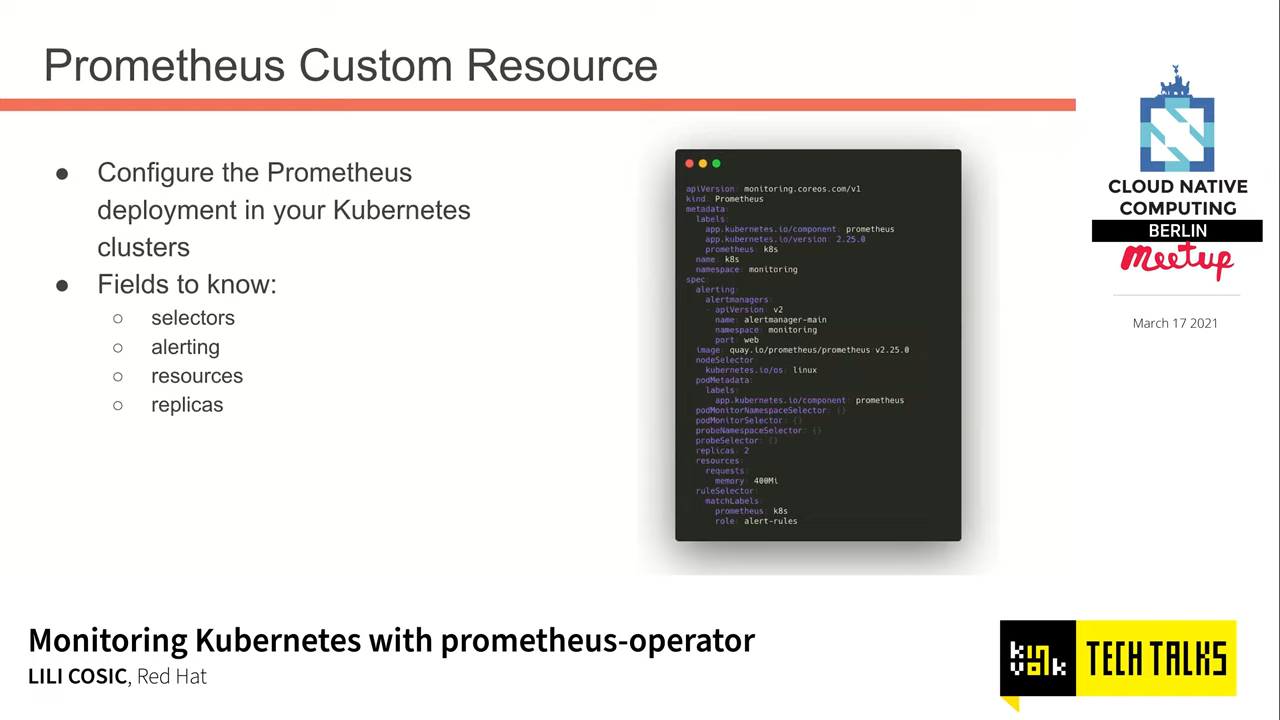 Prometheus Custom Resource
● Configure the Prometheus
deployment in your Kubernetes
clusters
● Fields to know:
○ selectors
○ alerting
○ resources
○ replicas
apiVersion: monitoring.coreos.com/v1
kind: Prometheus
metadata:
  labels:
    app.kubernetes.io/component: prometheus
    app.kubernetes.io/version: 2.25.0
    prometheus: k8s
  name: k8s
  namespace: monitoring
spec:
  alerting:
    alertmanagers:
    - apiVersion: v2
      name: alertmanager-main
      namespace: monitoring
      port: web
  image: quay.io/prometheus/prometheus:v2.25.0
  nodeSelector:
    kubernetes.io/os: linux
  podMetadata:
    labels:
      app.kubernetes.io/component: prometheus
  podMonitorNamespaceSelector: {}
  podMonitorSelector: {}
  probeNamespaceSelector: {}
  probeSelector: {}
  replicas: 2
  resources:
    requests:
      memory: 400Mi
  ruleSelector:
    matchLabels:
      prometheus: k8s
      role: alert-rules
CLOUD NATIVE
COMPUTING
BERLIN
meetup
March 17 2021
Monitoring Kubernetes with prometheus-operator
LILI COSIC, Red Hat
kinvolk
TECH TALKS